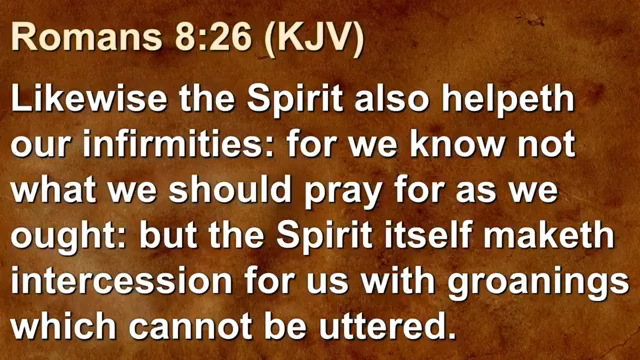 Romans 8:26 (KJV)
Likewise the Spirit also helpeth
our infirmities: for we know not
what we should pray for as we
ought: but the Spirit itself maketh
intercession for us with groanings
which cannot be uttered.